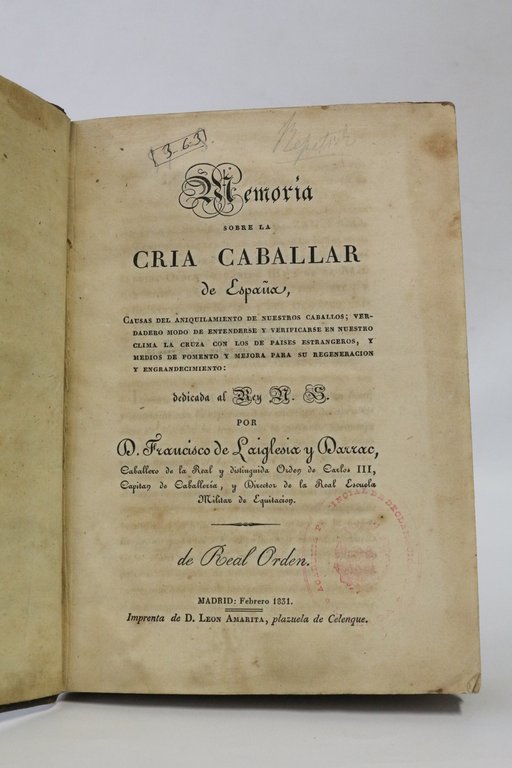 363
Memoria
SOBRE LA
CRIA CABALLAR
de España,
CAUSAS DEL ANIQUILAMIENTO DE NUESTROS CABALLOS; VER-
DADERO MODO DE ENTENDERSE Y VERIFICARSE EN NUESTRO
CLIMA LA CRUZA CON LOS DE PAISES ESTRANGEROS, Y
MEDIOS DE FOMENTO Y MEJORA PARA SU REGENERACION
Y ENGRANDECIMIENTO:
dedicada al Rey N. S.
POR
D. Francisco de Laiglesia y Darrac,
Caballero de la Real y distinguida Orden de Carlos III,
Capitan de Caballería, y Director de la Real Escuela
Militar de Equitacion.
de Real Orden.
MADRID: Febrero 1831.
Imprenta de D. LEON AMARITA, plazuela de Celenque.